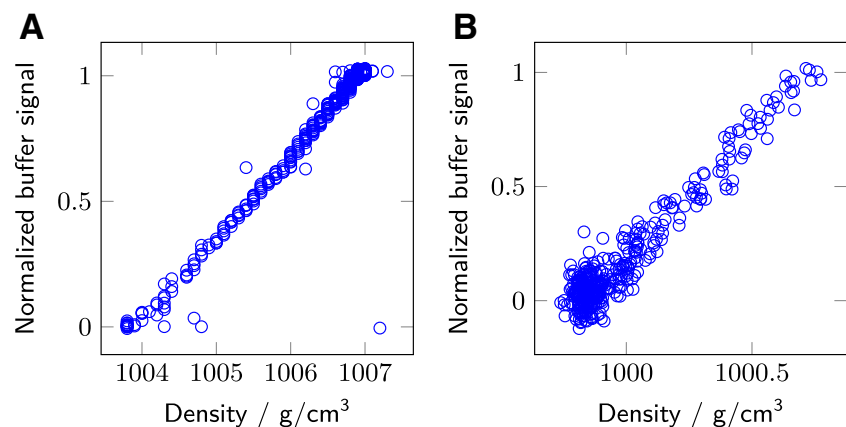 A
Normalized buffer signal
1
0.5
0
1004 1005 1006 1007
Density / g/cm³
B
Normalized buffer signal
1
0.5
0
1000 1000.5
Density / g/cm³